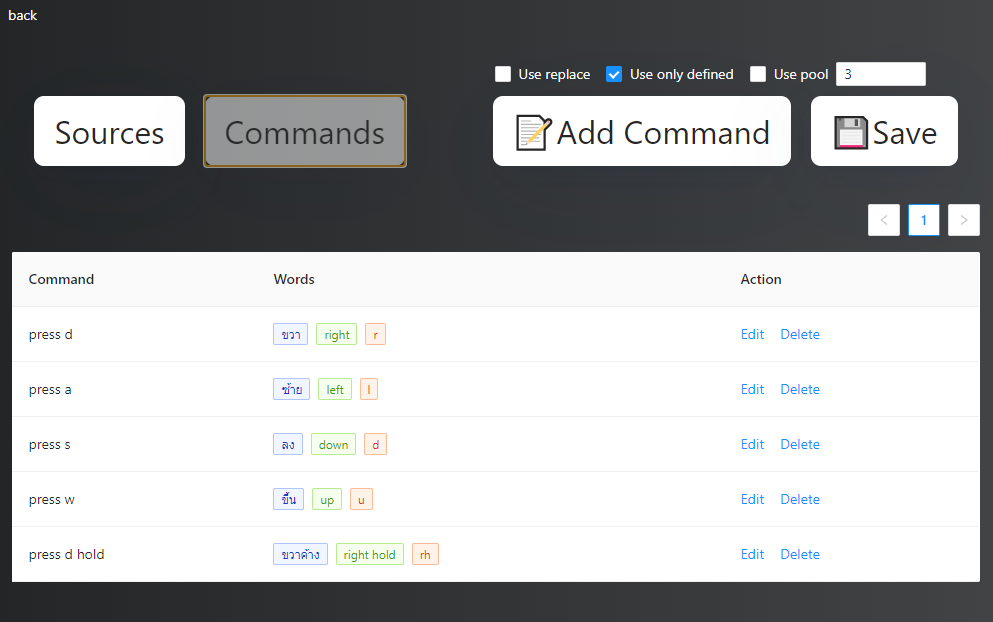 back
Use replace Use only defined Use pool 3
Sources Commands Add Command Save
< 1 >
Command Words Action
press d ขวา right r Edit Delete
press a ซ้าย left l Edit Delete
press s ลง down d Edit Delete
press w ขึ้น up u Edit Delete
press d hold ขวาค้าง right hold rh Edit Delete